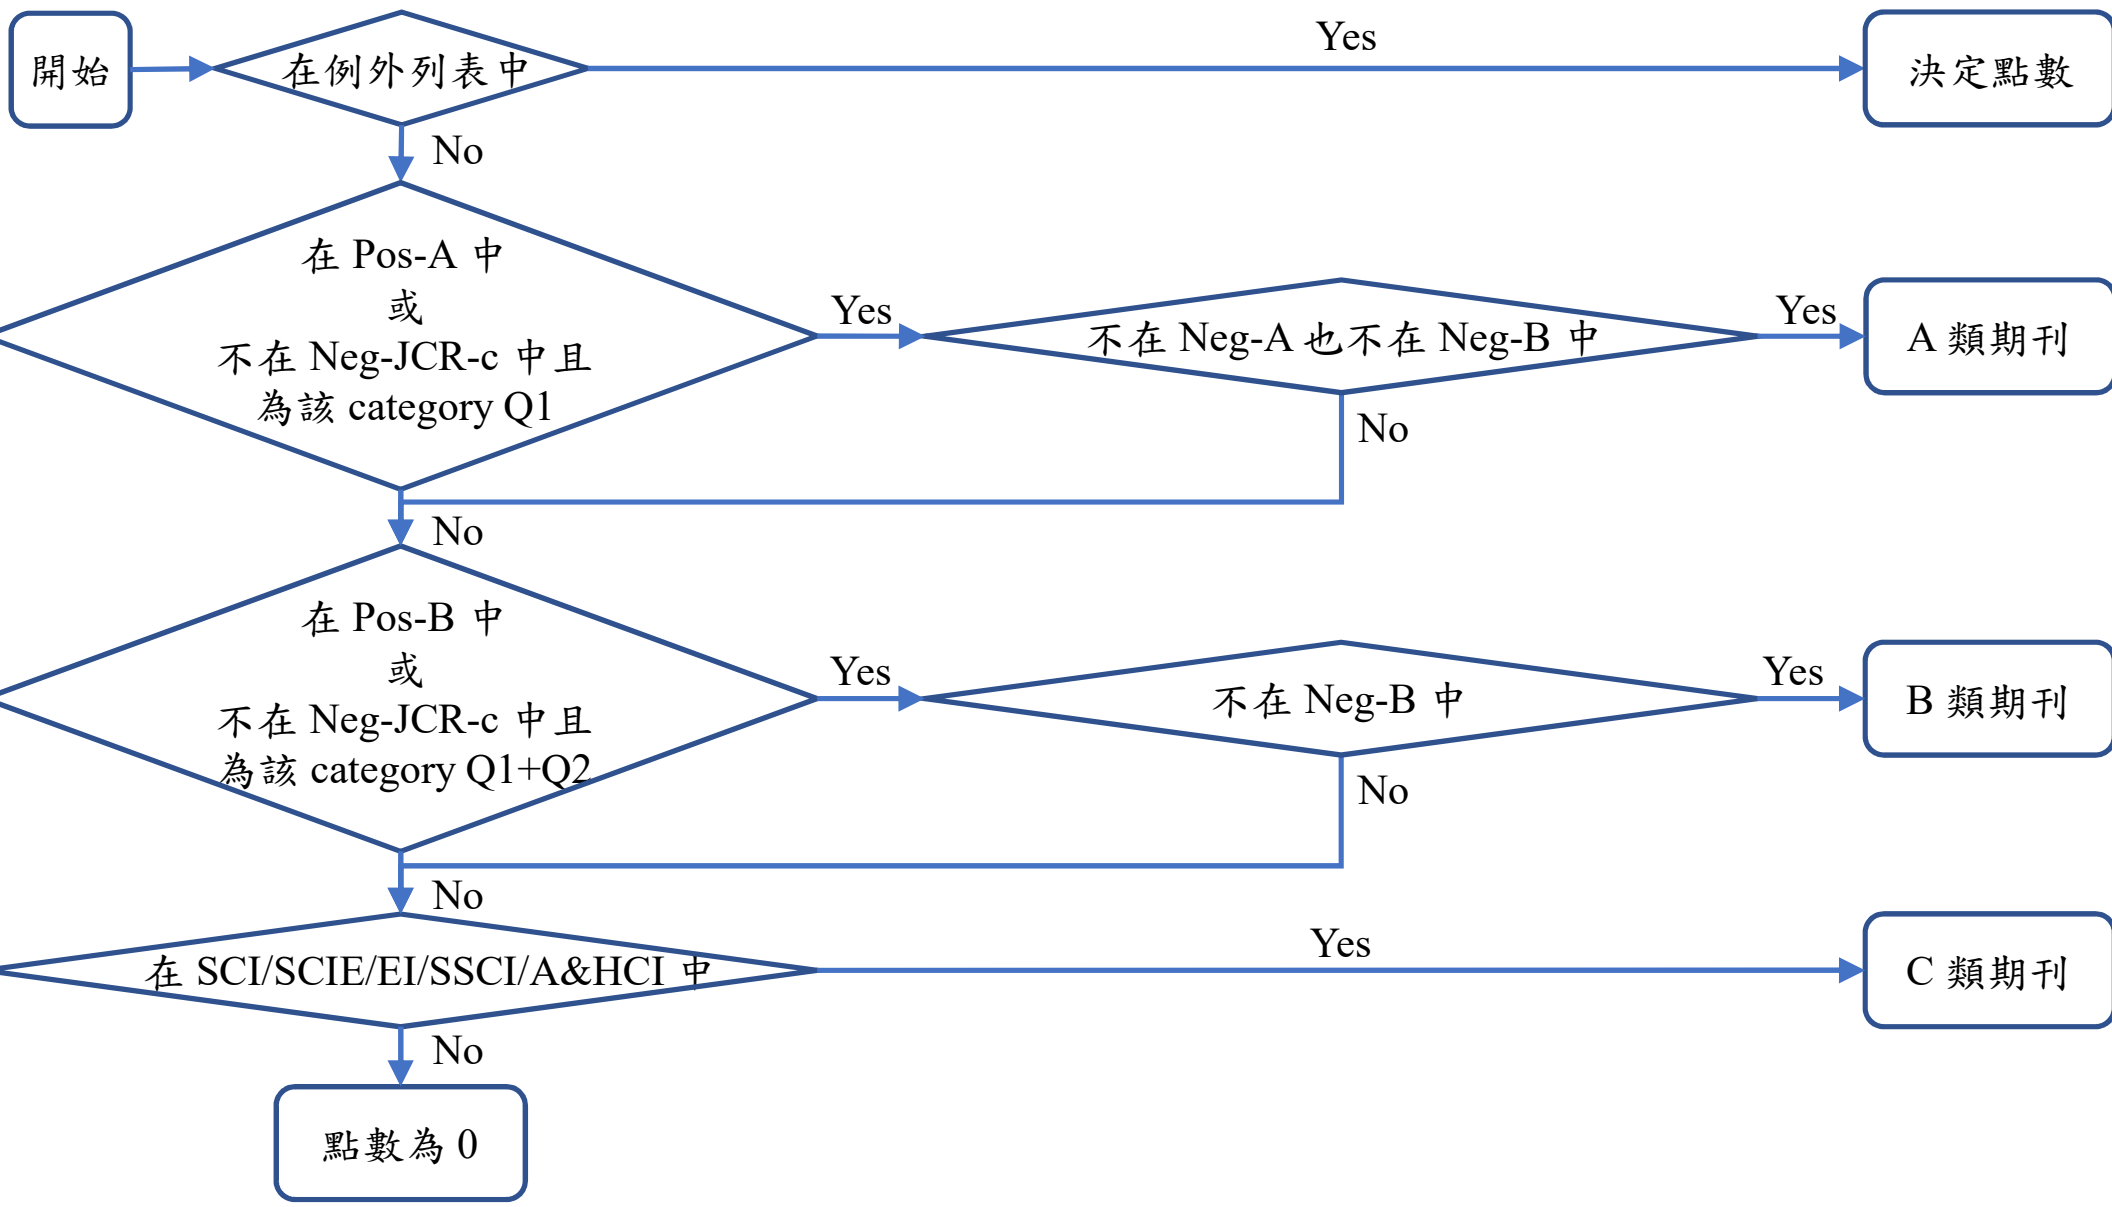 開始
在例外列表中
Yes
決定點數
No
在 Pos-A 中
或
不在 Neg-JCR-c 中且
為該 category Q1
Yes
不在 Neg-A 也不在 Neg-B 中
Yes
A 類期刊
No
No
在 Pos-B 中
或
不在 Neg-JCR-c 中且
為該 category Q1+Q2
Yes
不在 Neg-B 中
Yes
B 類期刊
No
No
在 SCI/SCIE/EI/SSCI/A&HCI 中
Yes
C 類期刊
No
點數為 0